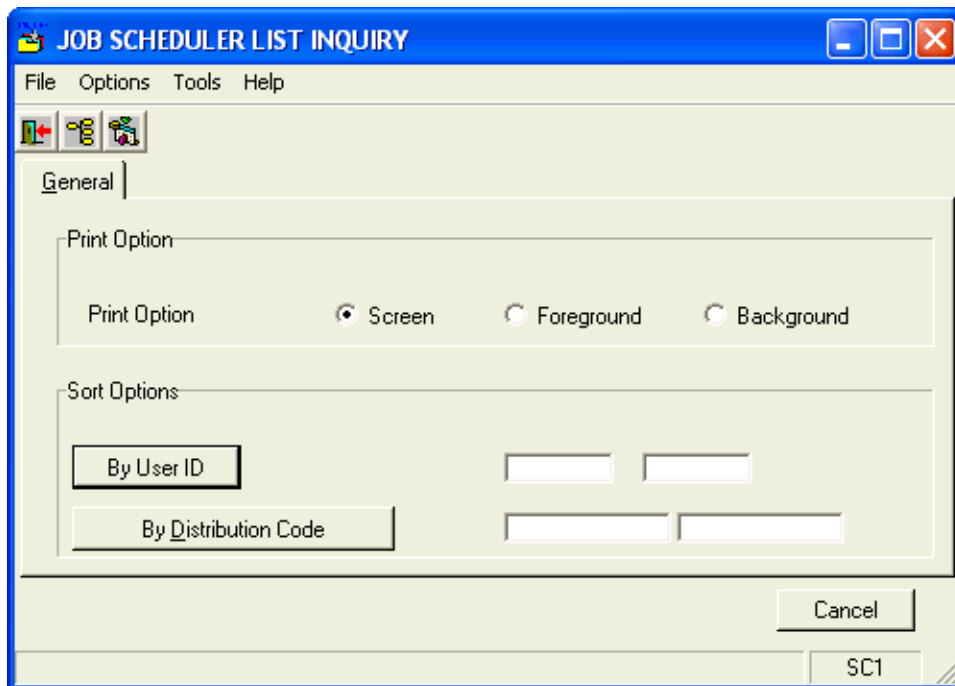 JOB SCHEDULER LIST INQUIRY
File Options Tools Help
General
Print Option
Print Option Screen Foreground Background
Sort Options
By User ID
By Distribution Code
Cancel
SC1